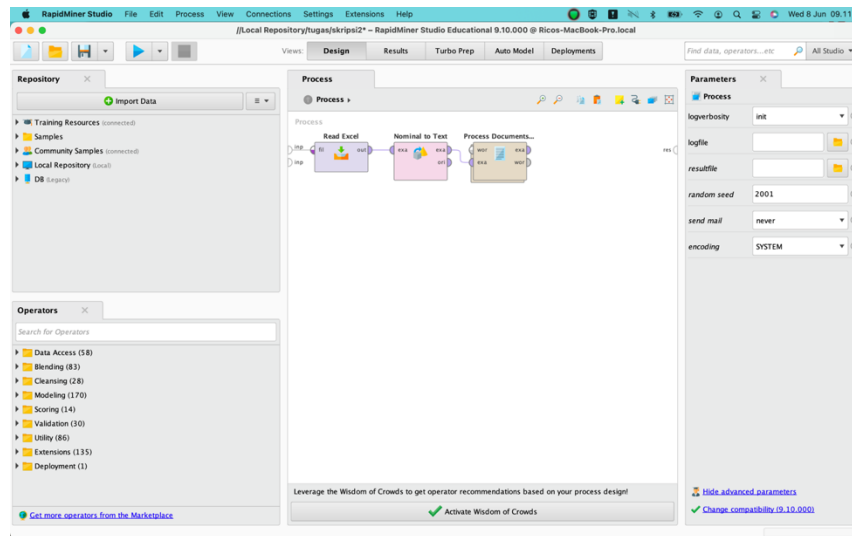 RapidMiner Studio File Edit Process View Connections Settings Extensions Help Wed 8 Jun 09.11
//Local Repository/tugas/skripsi2* – RapidMiner Studio Educational 9.10.000 @ Ricos-MacBook-Pro.local
Views: Design Results Turbo Prep Auto Model Deployments Find data, operators...etc All Studio
Repository
Import Data
Training Resources (connected)
Samples
Community Samples (connected)
Local Repository (Local)
DB (Legacy)
Operators
Search for Operators
Data Access (58)
Blending (83)
Cleansing (28)
Modeling (170)
Scoring (14)
Validation (30)
Utility (86)
Extensions (135)
Deployment (1)
Get more operators from the Marketplace
Process
Process
Process
Read Excel Nominal to Text Process Documents...
inp fil out exa exa wor exa res
inp ori exa wor
Leverage the Wisdom of Crowds to get operator recommendations based on your process design!
Activate Wisdom of Crowds
Parameters
Process
logverbosity init
logfile
resultfile
random seed 2001
send mail never
encoding SYSTEM
Hide advanced parameters
Change compatibility (9.10.000)